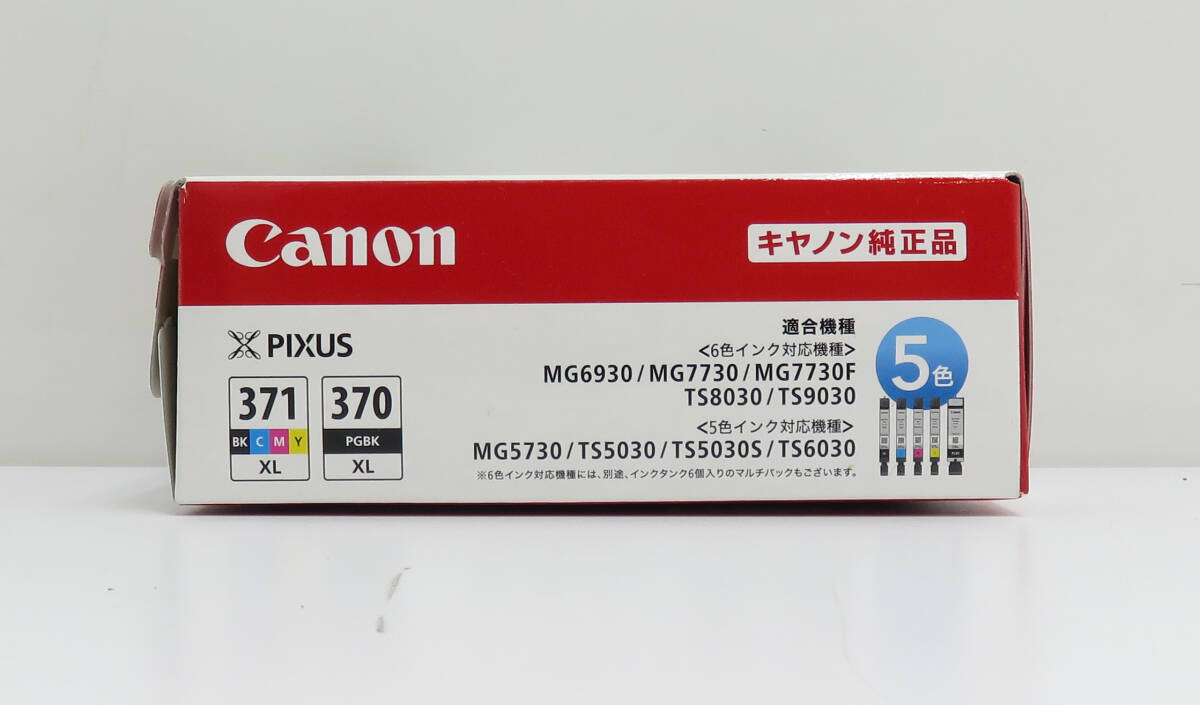 Canon
キヤノン純正品
PIXUS
371
BK C M Y
XL
370
PGBK
XL
適合機種
<6色インク対応機種>
MG6930/MG7730/MG7730F
TS8030/TS9030
<5色インク対応機種>
MG5730/TS5030/TS5030S/TS6030
※6色インク対応機種には、別途、インクタンク6個入りのマルチパックもございます。
5色